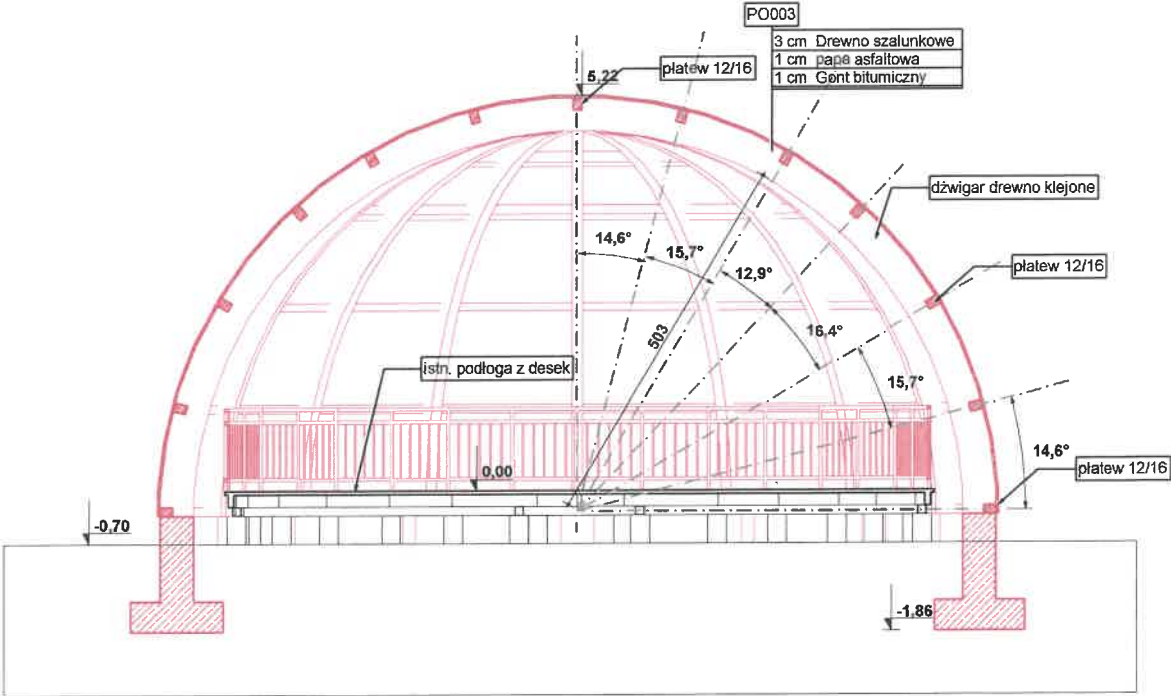 PO003
3 cm Drewno szalunkowe
1 cm papa asfaltowa
1 cm Gont bitumiczny
płatew 12/16
5,22
dźwigar drewno klejone
14,6°
15,7°
12,9°
płatew 12/16
503
16,4°
istn. podłoga z desek
15,7°
0,00
14,6°
płatew 12/16
-0,70
-1,86